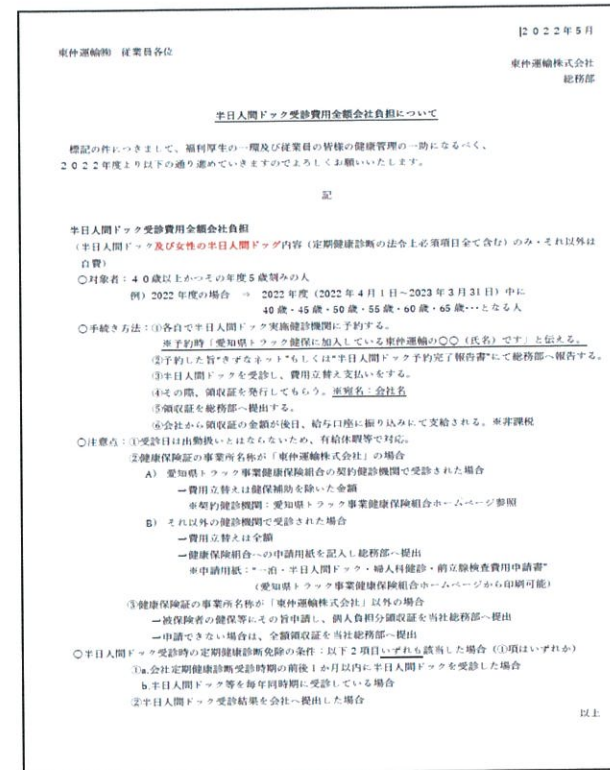 2022年5月
東仲運輸㈱ 従業員各位
東仲運輸株式会社
総務部
半日人間ドック受診費用全額会社負担について
標記の件につきまして、福利厚生の一環及び従業員の皆様の健康管理の一助になるべく、
2022年度より以下の通り進めていきますのでよろしくお願いいたします。
記
半日人間ドック受診費用全額会社負担
（半日人間ドック及び女性の半日人間ドッグ内容（定期健康診断の法令上必須項目全て含む）のみ・それ以外は
自費）
○対象者：40歳以上かつその年度5歳刻みの人
例）2022年度の場合 ⇒ 2022年度（2022年4月1日～2023年3月31日）中に
40歳・45歳・50歳・55歳・60歳・65歳・・・となる人
○手続き方法：①各自で半日人間ドック実施健診機関に予約する。
※予約時「愛知県トラック健保に加入している東仲運輸の○○（氏名）です」と伝える。
②予約した旨"きずなネット"もしくは"半日人間ドック予約完了報告書"にて総務部へ報告する。
③半日人間ドックを受診し、費用立替え支払いをする。
④その際、領収証を発行してもらう。※宛名：会社名
⑤領収証を総務部へ提出する。
⑥会社から領収証の金額が後日、給与口座に振り込みにて支給される。※非課税
○注意点：①受診日は出勤扱いとはならないため、有給休暇等で対応。
②健康保険証の事業所名称が「東仲運輸株式会社」の場合
A） 愛知県トラック事業健康保険組合の契約健診機関で受診された場合
→費用立替えは健保補助を除いた金額
※契約健診機関：愛知県トラック事業健康保険組合ホームページ参照
B） それ以外の健診機関で受診された場合
→費用立替えは全額
→健康保険組合への申請用紙を記入し総務部へ提出
※申請用紙："一泊・半日人間ドック・婦人科健診・前立腺検査費用申請書"
（愛知県トラック事業健康保険組合ホームページから印刷可能）
③健康保険証の事業所名称が「東仲運輸株式会社」以外の場合
→被保険者の健保等にその旨申請し、個人負担分領収証を当社総務部へ提出
→申請できない場合は、全額領収証を当社総務部へ提出
○半日人間ドック受診時の定期健康診断免除の条件：以下2項目いずれも該当した場合（①項はいずれか）
①a.会社定期健康診断受診時期の前後1か月以内に半日人間ドックを受診した場合
b.半日人間ドック等を毎年同時期に受診している場合
②半日人間ドック受診結果を会社へ提出した場合
以上